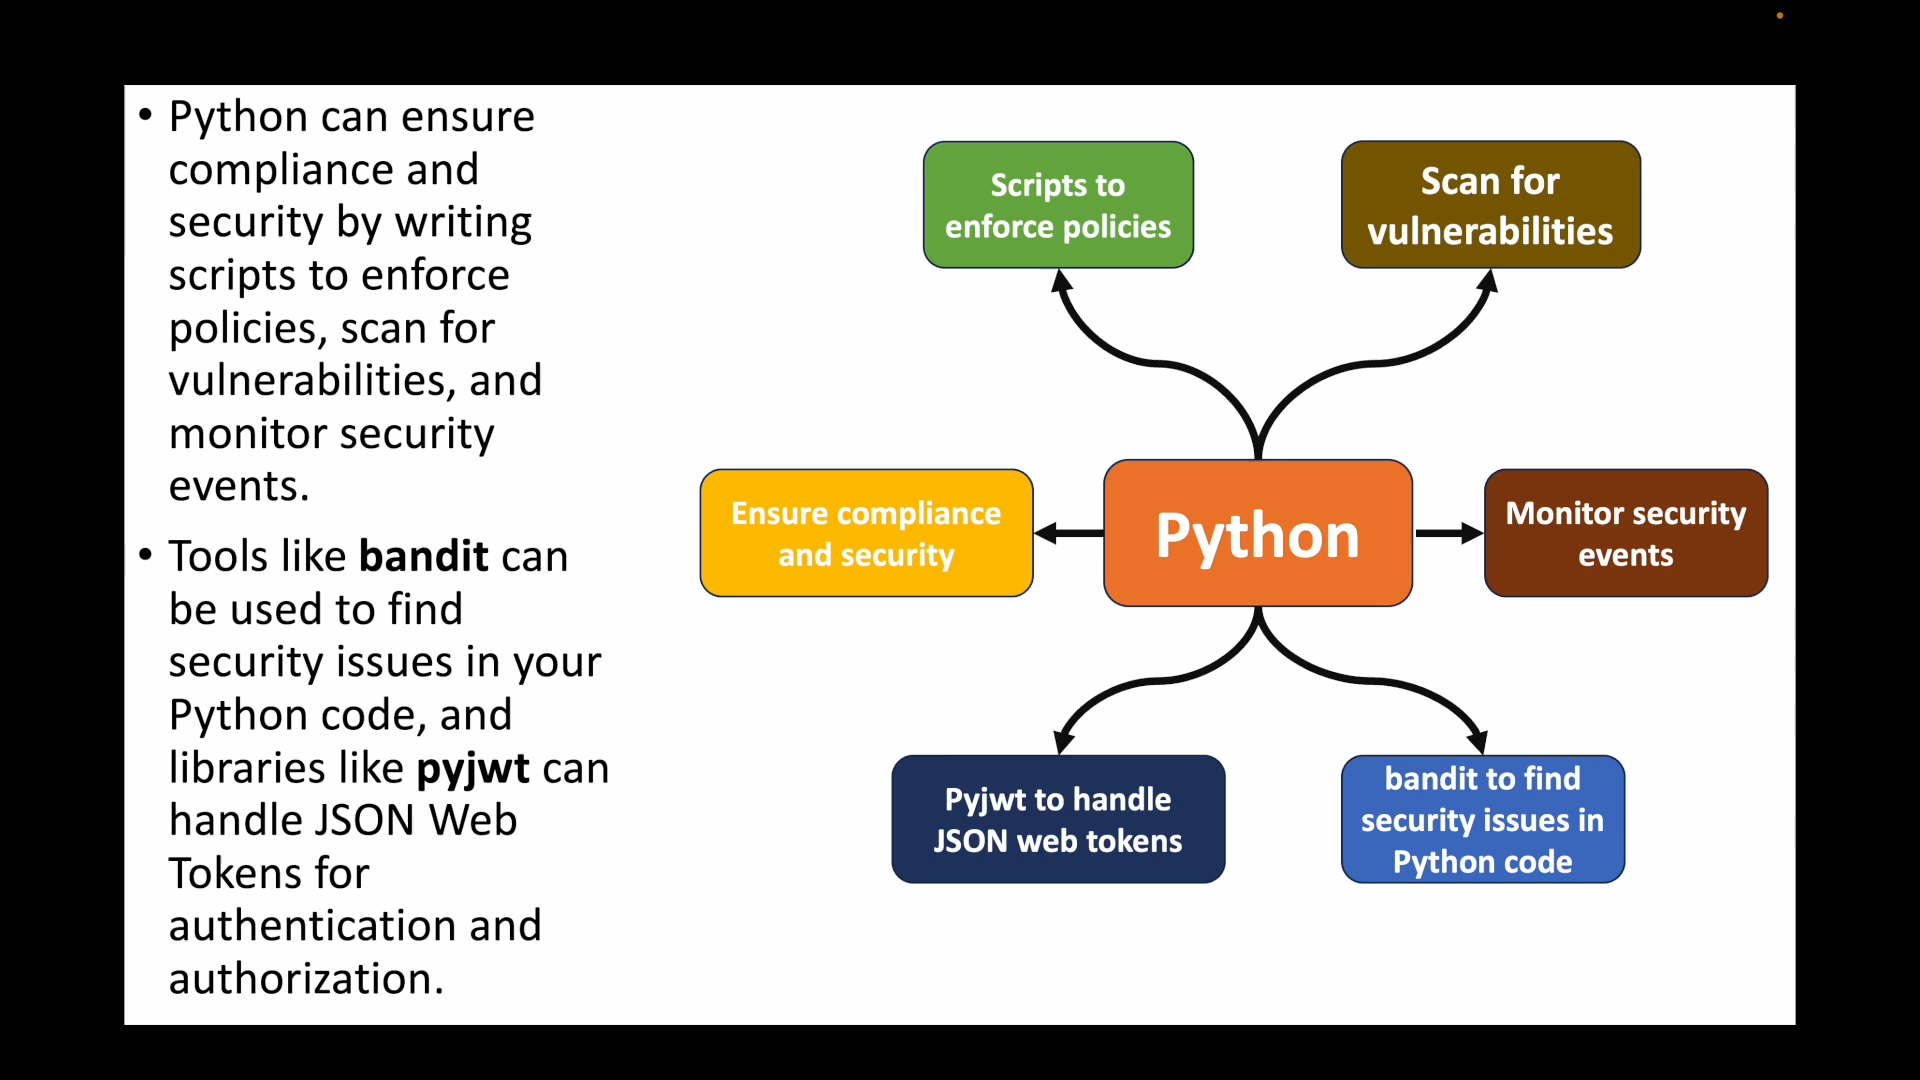 • Python can ensure
compliance and
security by writing
scripts to enforce
policies, scan for
vulnerabilities, and
monitor security
events.
• Tools like bandit can
be used to find
security issues in your
Python code, and
libraries like pyjwt can
handle JSON Web
Tokens for
authentication and
authorization.
Scripts to
enforce policies
Scan for
vulnerabilities
Ensure compliance
and security
Python
Monitor security
events
Pyjwt to handle
JSON web tokens
bandit to find
security issues in
Python code